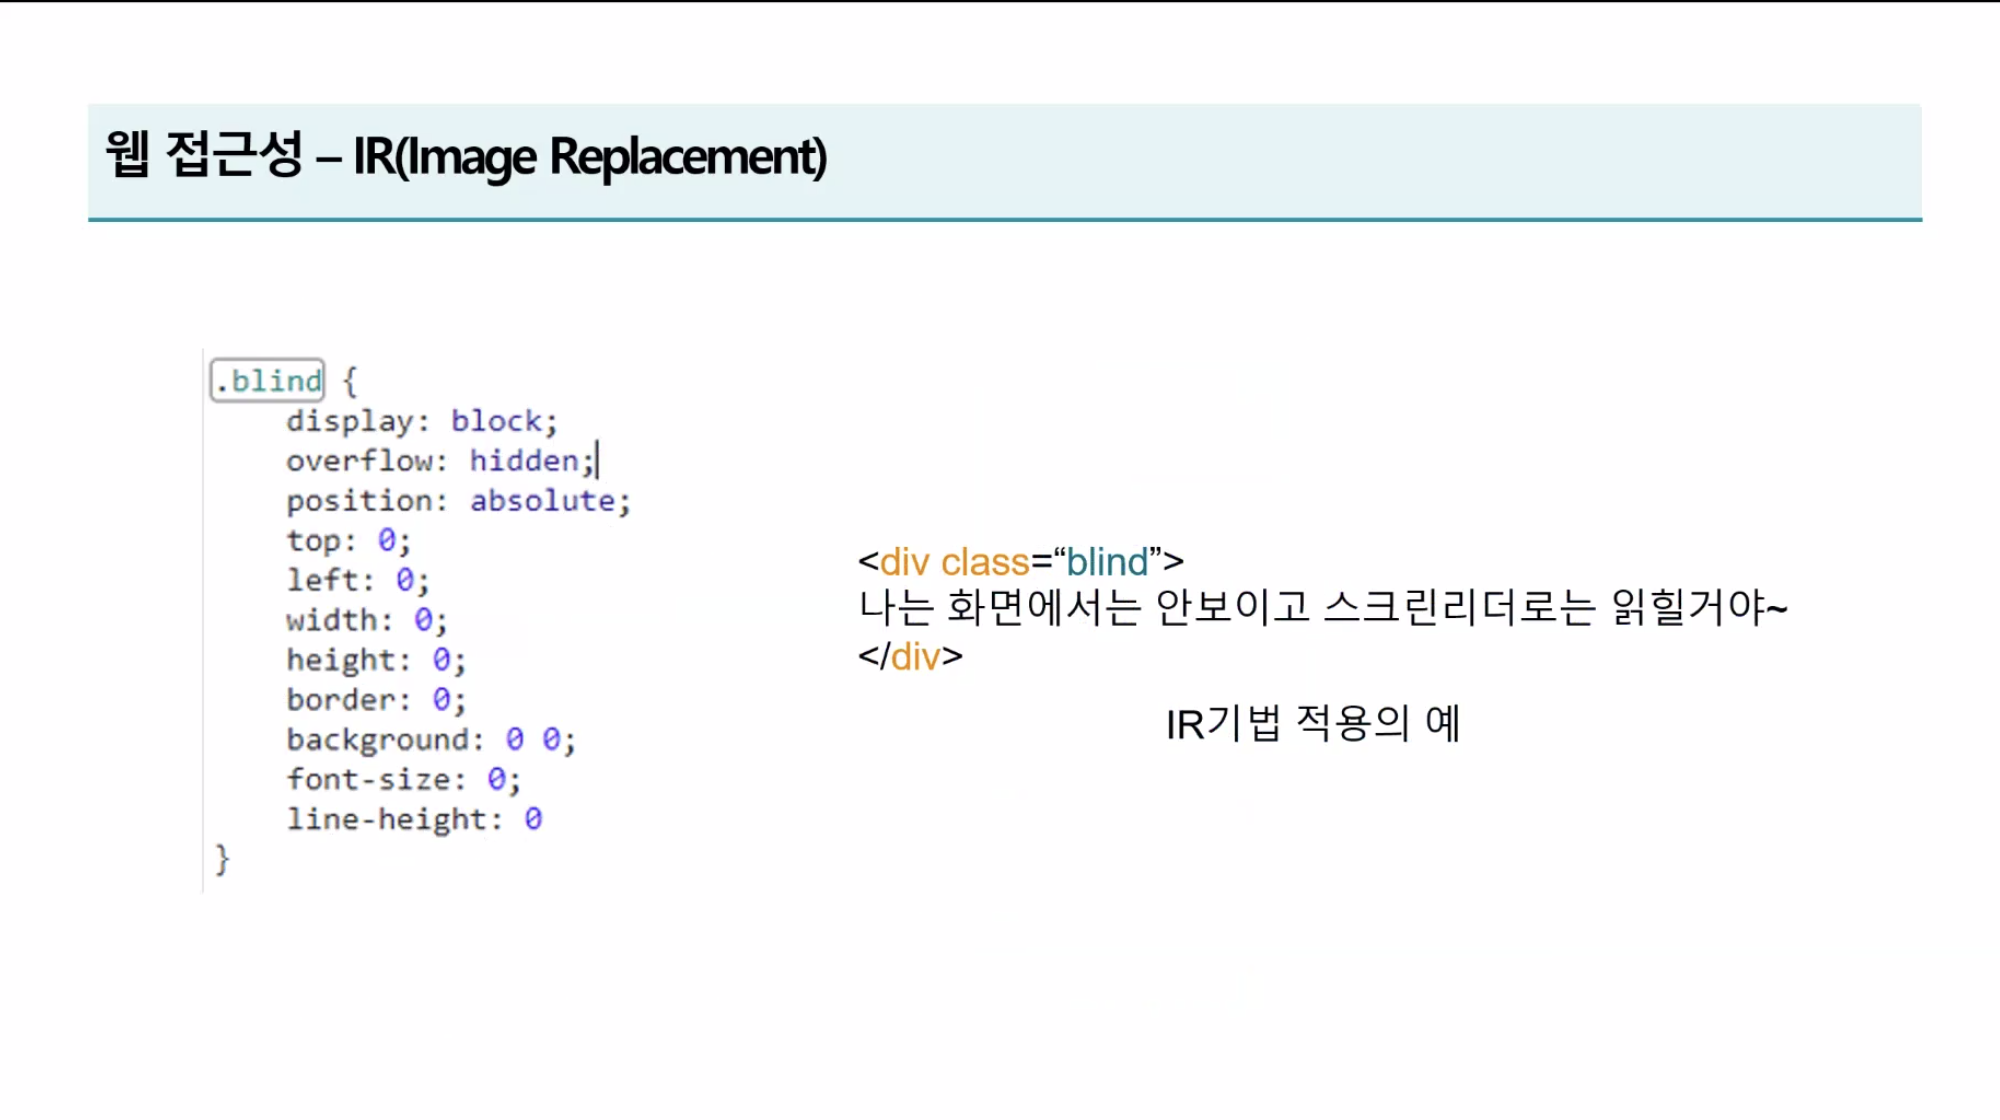 웹 접근성 – IR(Image Replacement)
.blind {
display: block;
overflow: hidden;
position: absolute;
top: 0;
left: 0;
width: 0;
height: 0;
border: 0;
background: 0 0;
font-size: 0;
line-height: 0
}
<div class=“blind”>
나는 화면에서는 안보이고 스크린리더로는 읽힐거야~
</div>
IR기법 적용의 예